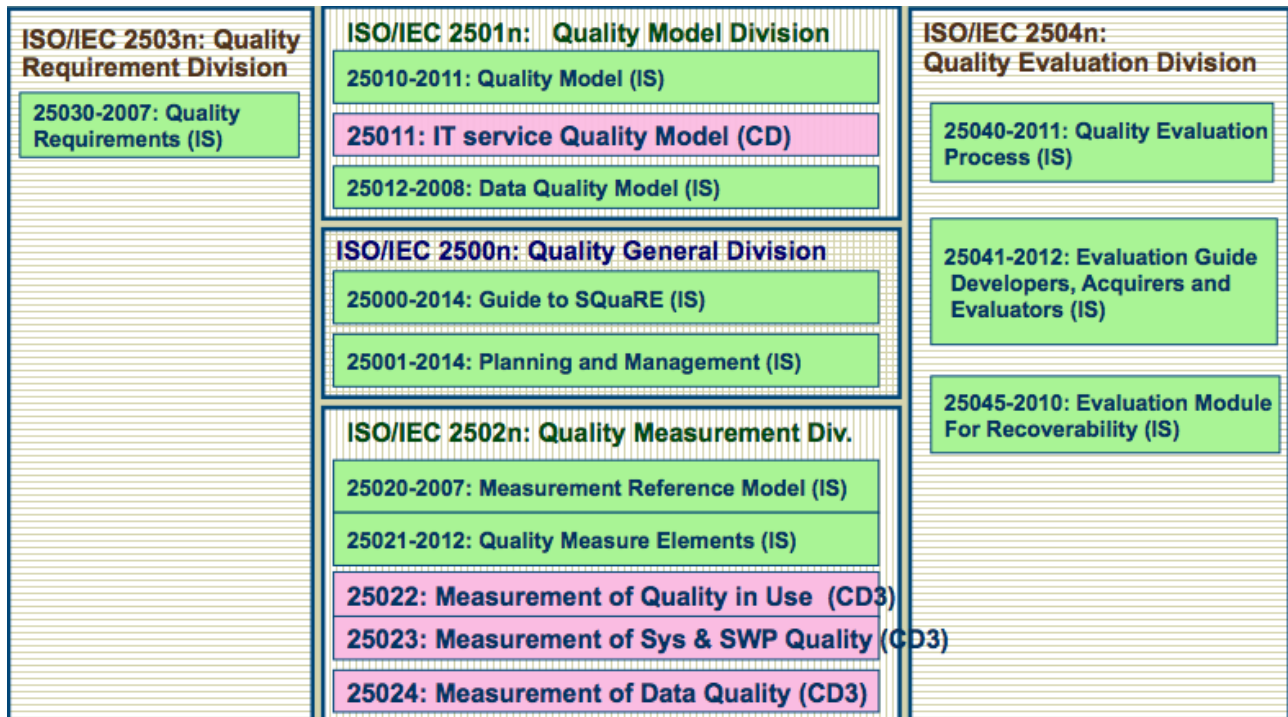 ISO/IEC 2503n: Quality
Requirement Division
25030-2007: Quality
Requirements (IS)
ISO/IEC 2501n: Quality Model Division
25010-2011: Quality Model (IS)
25011: IT service Quality Model (CD)
25012-2008: Data Quality Model (IS)
ISO/IEC 2500n: Quality General Division
25000-2014: Guide to SQuaRE (IS)
25001-2014: Planning and Management (IS)
ISO/IEC 2502n: Quality Measurement Div.
25020-2007: Measurement Reference Model (IS)
25021-2012: Quality Measure Elements (IS)
25022: Measurement of Quality in Use (CD3)
25023: Measurement of Sys & SWP Quality (CD3)
25024: Measurement of Data Quality (CD3)
ISO/IEC 2504n:
Quality Evaluation Division
25040-2011: Quality Evaluation
Process (IS)
25041-2012: Evaluation Guide
Developers, Acquirers and
Evaluators (IS)
25045-2010: Evaluation Module
For Recoverability (IS)